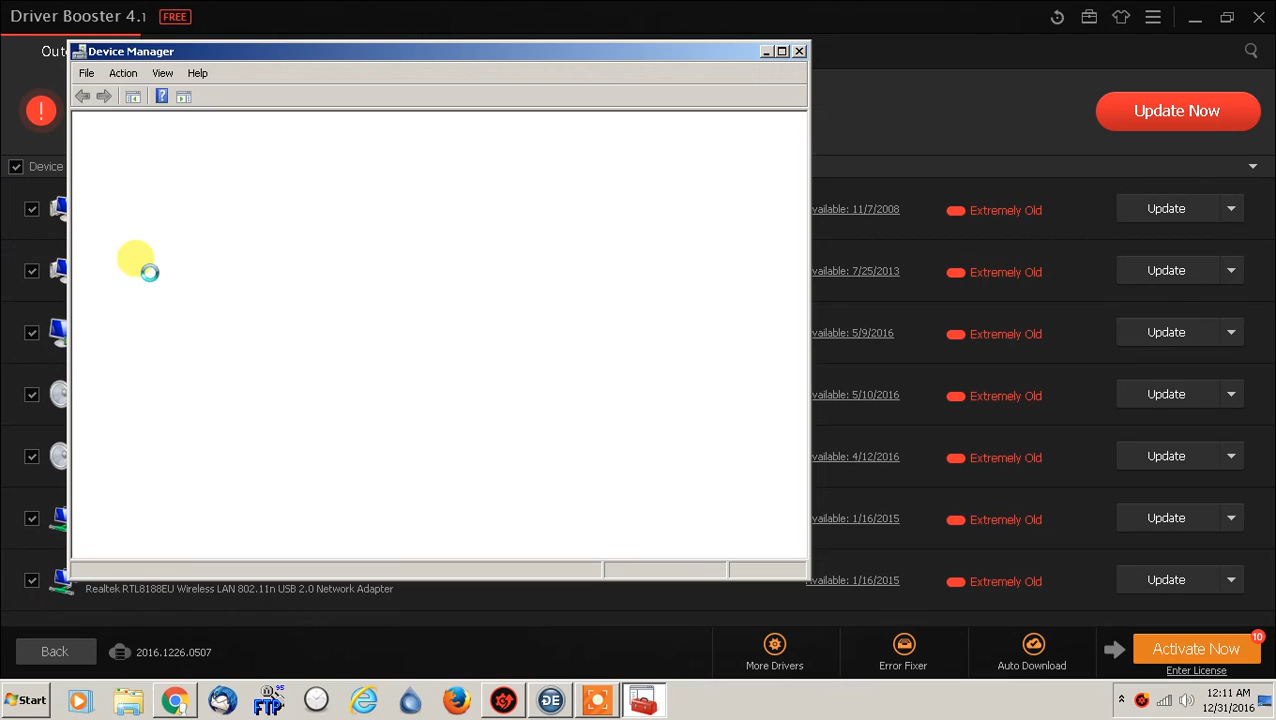 Driver Booster 4.1 FREE
Device Manager
File Action View Help
Update Now
Device
vailable: 11/7/2008 Extremely Old Update
vailable: 7/25/2013 Extremely Old Update
vailable: 5/9/2016 Extremely Old Update
vailable: 5/10/2016 Extremely Old Update
vailable: 4/12/2016 Extremely Old Update
vailable: 1/16/2015 Extremely Old Update
vailable: 1/16/2015 Extremely Old Update
Realtek RTL8188EU Wireless LAN 802.11n USB 2.0 Network Adapter
Back 2016.1226.0507 More Drivers Error Fixer Auto Download Activate Now 10
Enter License
Start FTP 95 DE 12:11 AM
12/31/2016